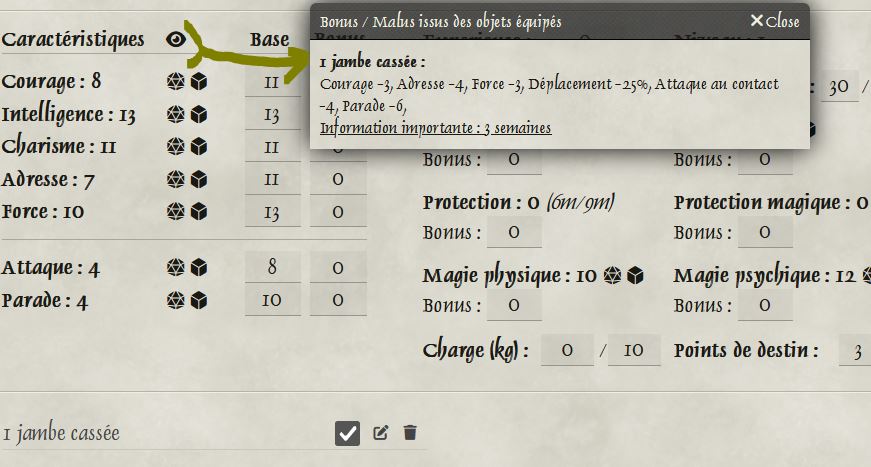 Bonus / Malus issus des objets équipés
Close
1 jambe cassée :
Courage -3, Adresse -4, Force -3, Déplacement -25%, Attaque au contact
-4, Parade -6,
Information importante : 3 semaines
Caractéristiques Base
Courage : 8 11
Intelligence : 13 13
Charisme : 11 11
Adresse : 7 11 0
Force : 10 13 0
Attaque : 4 8 0
Parade : 4 10 0
: 30 /
Bonus : 0
Bonus : 0
Protection : 0 (6m/9m)
Bonus : 0
Protection magique : 0
Bonus : 0
Magie physique : 10
Bonus : 0
Magie psychique : 12
Bonus : 0
Charge (kg) : 0 / 10
Points de destin : 3
1 jambe cassée